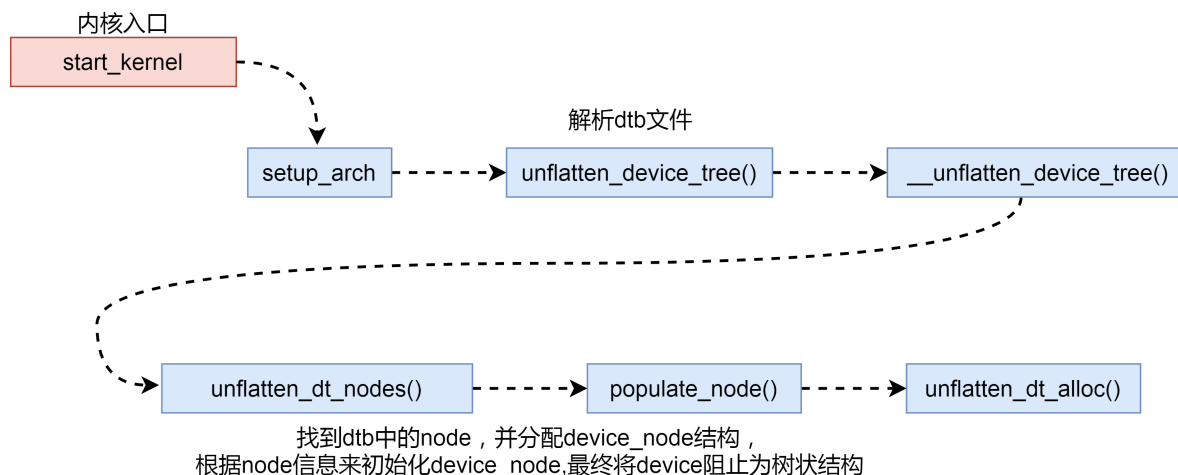 内核入口
start_kernel
解析dtb文件
setup_arch
unflatten_device_tree()
__unflatten_device_tree()
unflatten_dt_nodes()
populate_node()
unflatten_dt_alloc()
找到dtb中的node，并分配device_node结构，
根据node信息来初始化device_node,最终将device阻止为树状结构